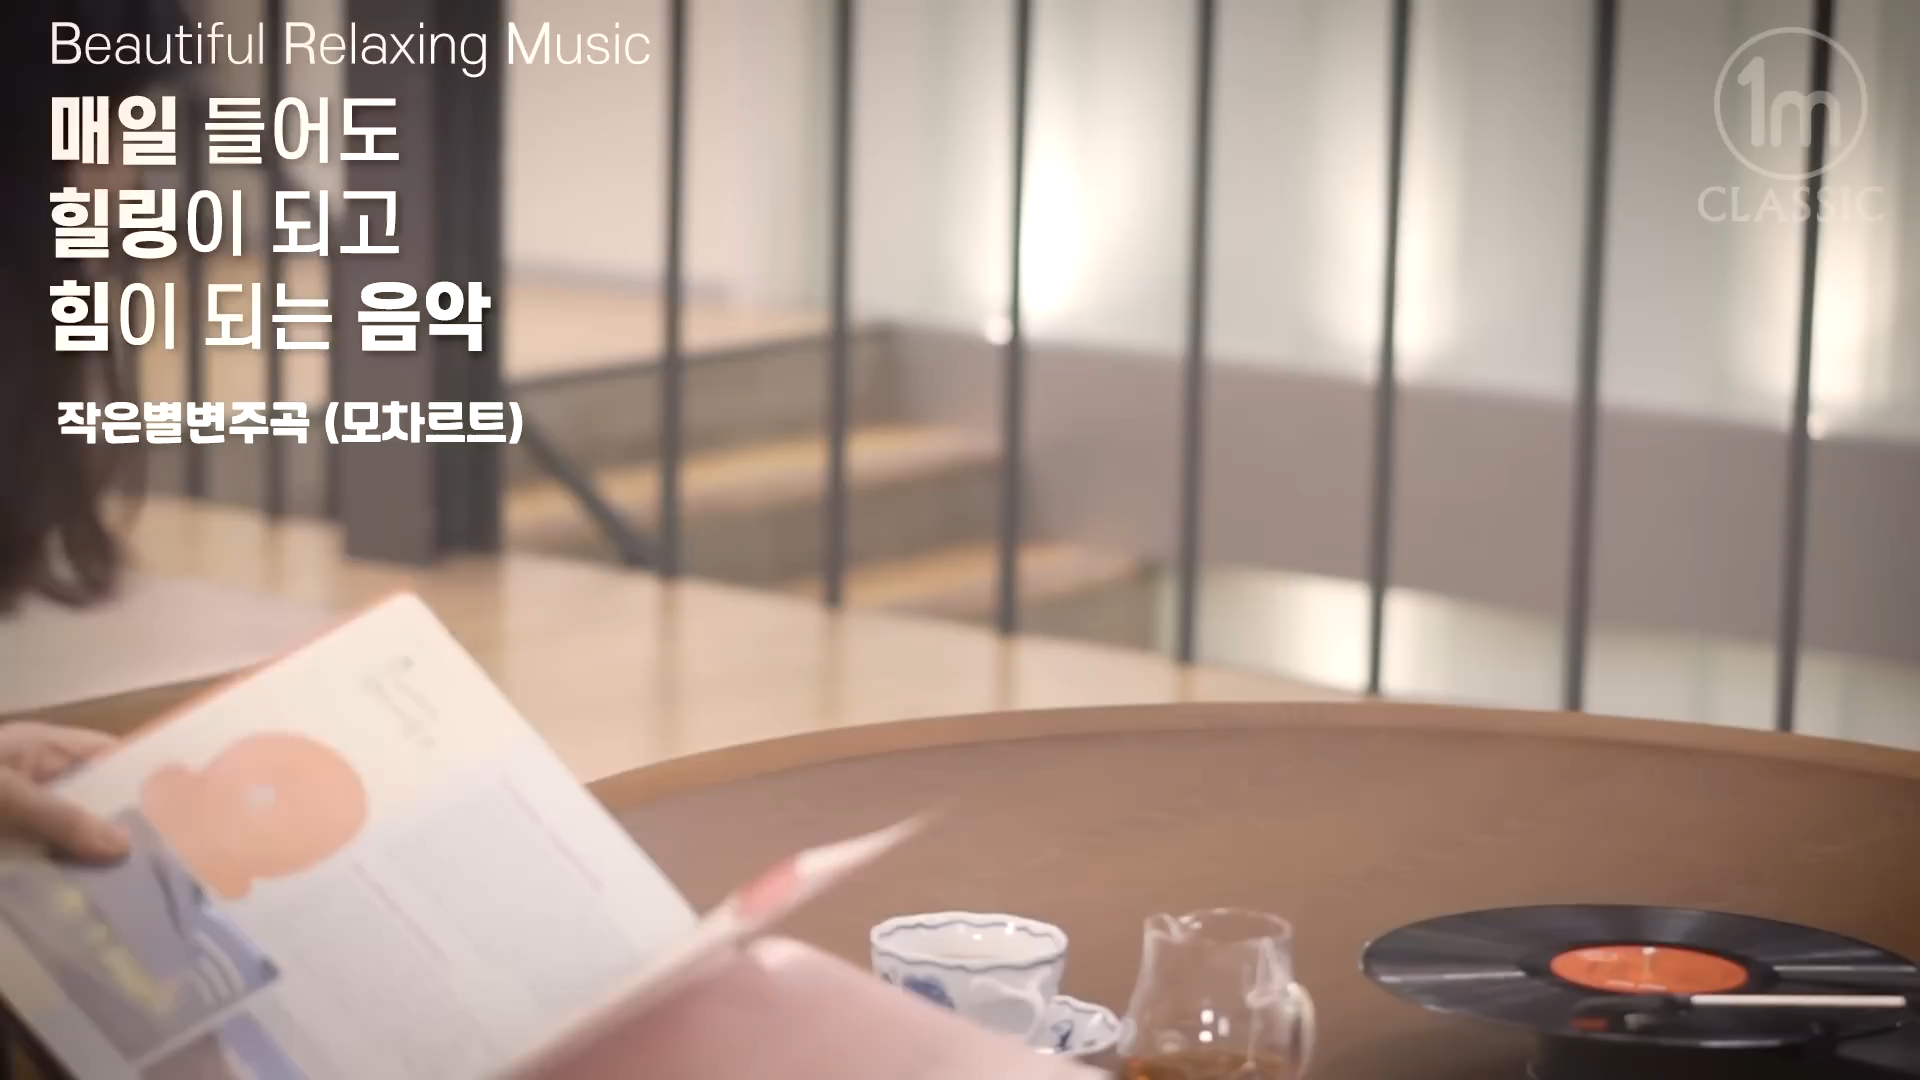 Beautiful Relaxing Music
매일 들어도
힐링이 되고
힘이 되는 음악
작은별변주곡 (모차르트)
1m
CLASSIC